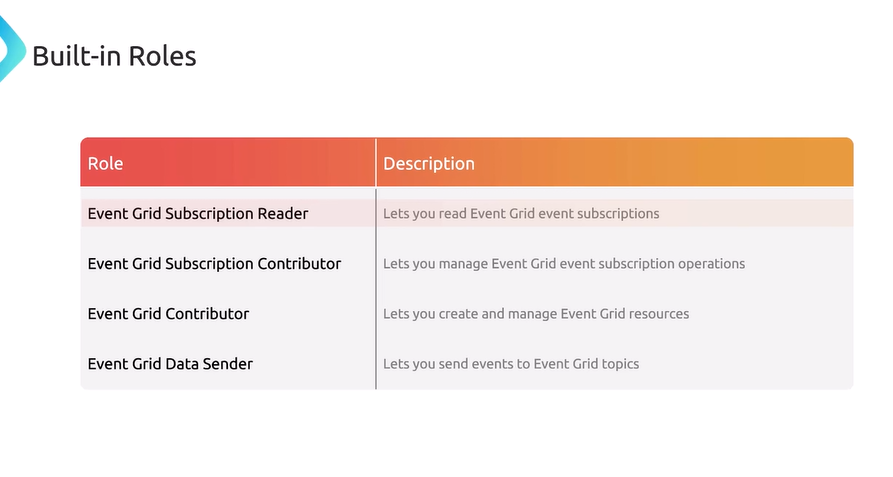 Built-in Roles
Role
Description
Event Grid Subscription Reader
Lets you read Event Grid event subscriptions
Event Grid Subscription Contributor
Lets you manage Event Grid event subscription operations
Event Grid Contributor
Lets you create and manage Event Grid resources
Event Grid Data Sender
Lets you send events to Event Grid topics